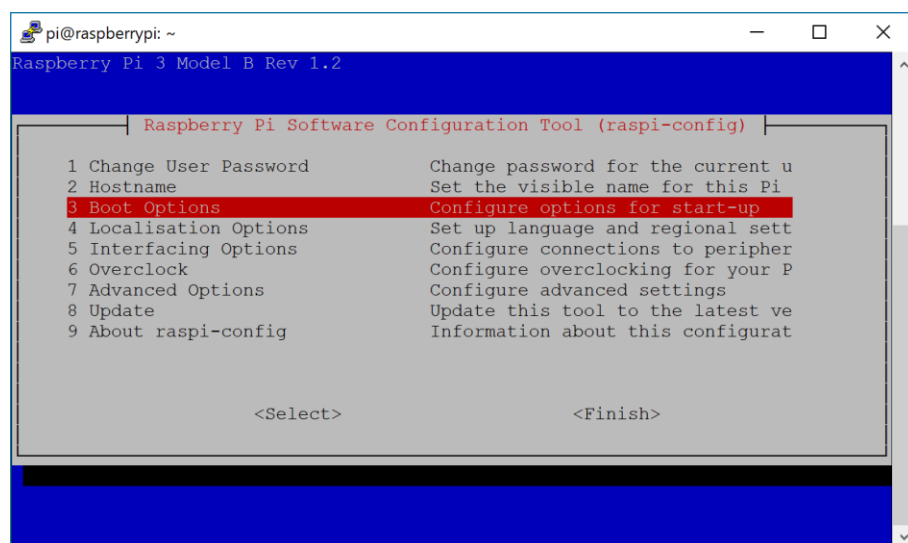 pi@raspberrypi: ~
Raspberry Pi 3 Model B Rev 1.2
Raspberry Pi Software Configuration Tool (raspi-config)
1 Change User Password Change password for the current u
2 Hostname Set the visible name for this Pi
3 Boot Options Configure options for start-up
4 Localisation Options Set up language and regional sett
5 Interfacing Options Configure connections to peripher
6 Overclock Configure overclocking for your P
7 Advanced Options Configure advanced settings
8 Update Update this tool to the latest ve
9 About raspi-config Information about this configurat
<Select> <Finish>